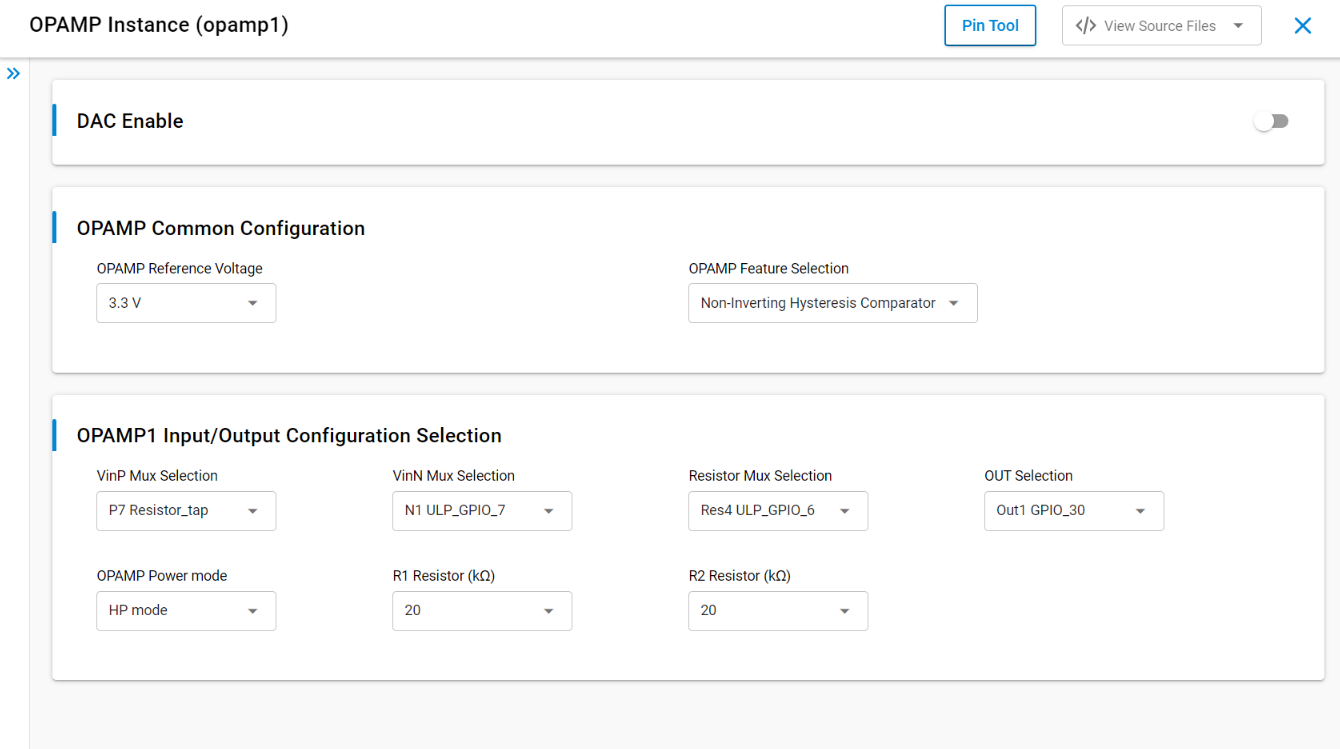 OPAMP Instance (opamp1)
Pin Tool
View Source Files
DAC Enable
OPAMP Common Configuration
OPAMP Reference Voltage
OPAMP Feature Selection
3.3 V
Non-Inverting Hysteresis Comparator
OPAMP1 Input/Output Configuration Selection
VinP Mux Selection
VinN Mux Selection
Resistor Mux Selection
OUT Selection
P7 Resistor_tap
N1 ULP_GPIO_7
Res4 ULP_GPIO_6
Out1 GPIO_30
OPAMP Power mode
R1 Resistor (kΩ)
R2 Resistor (kΩ)
HP mode
20
20